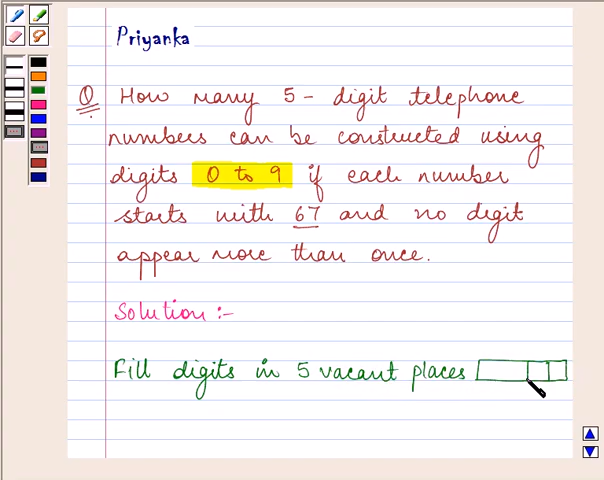 Priyanka
Q How many 5 - digit telephone
numbers can be constructed using
digits 0 to 9 if each number
starts with 67 and no digit
appear more than once.
Solution :-
Fill digits in 5 vacant places